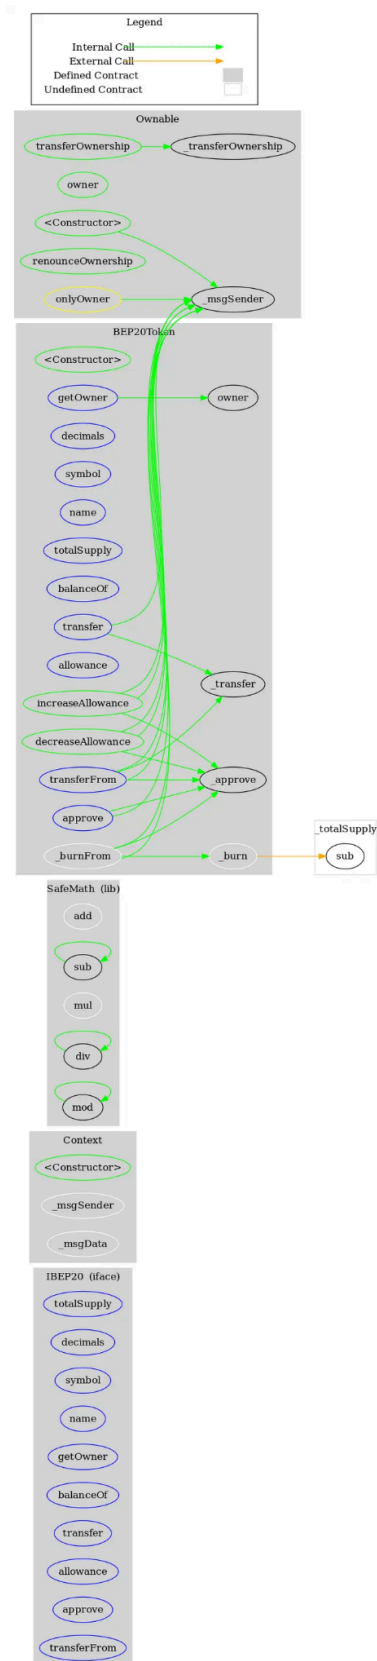 Legend
Internal Call
External Call
Defined Contract
Undefined Contract
Ownable
transferOwnership
_transferOwnership
owner
<Constructor>
renounceOwnership
onlyOwner
_msgSender
BEP20Token
<Constructor>
getOwner
owner
decimals
symbol
name
totalSupply
balanceOf
transfer
allowance
_transfer
increaseAllowance
decreaseAllowance
transferFrom
_approve
approve
_totalSupply
_burnFrom
_burn
sub
SafeMath (lib)
add
sub
mul
div
mod
Context
<Constructor>
_msgSender
_msgData
IBEP20 (iface)
totalSupply
decimals
symbol
name
getOwner
balanceOf
transfer
allowance
approve
transferFrom